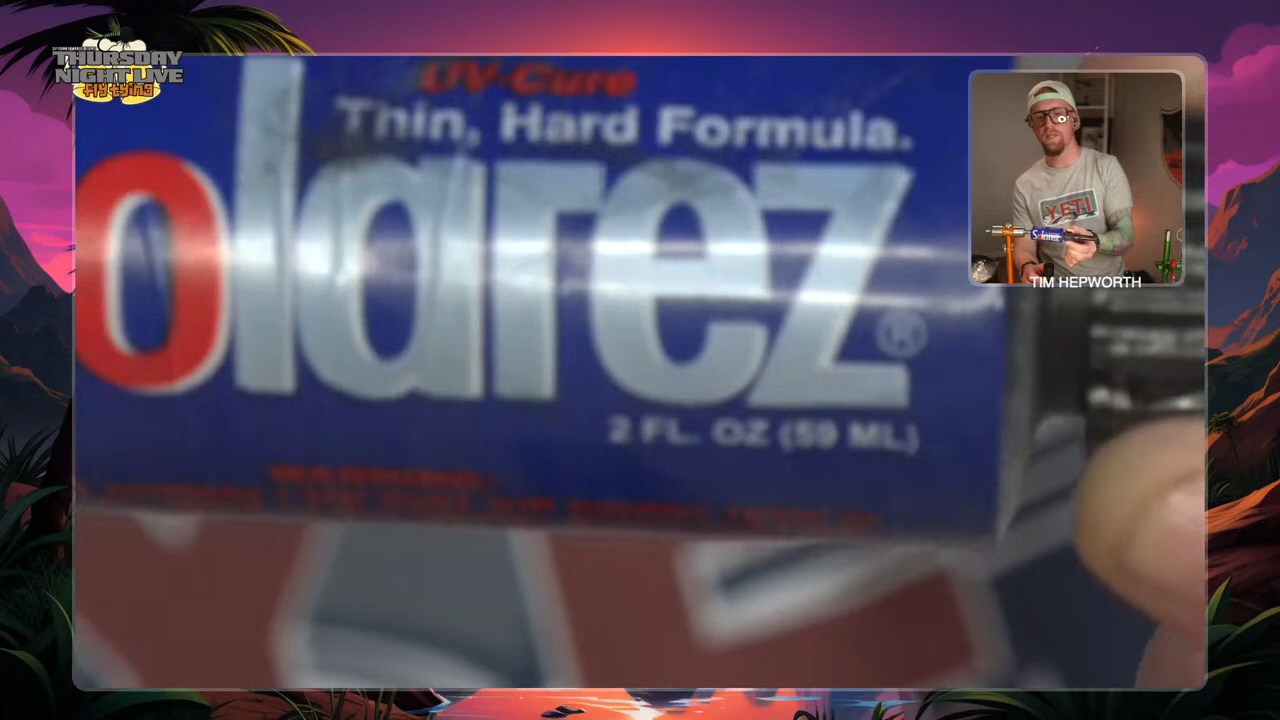 THURSDAY
NIGHT LIVE
fly tying
UV-Cure
Thin, Hard Formula.
olarez®
2 FL. OZ (59 ML)
WARNING:
YETI
Solarez
TIM HEPWORTH